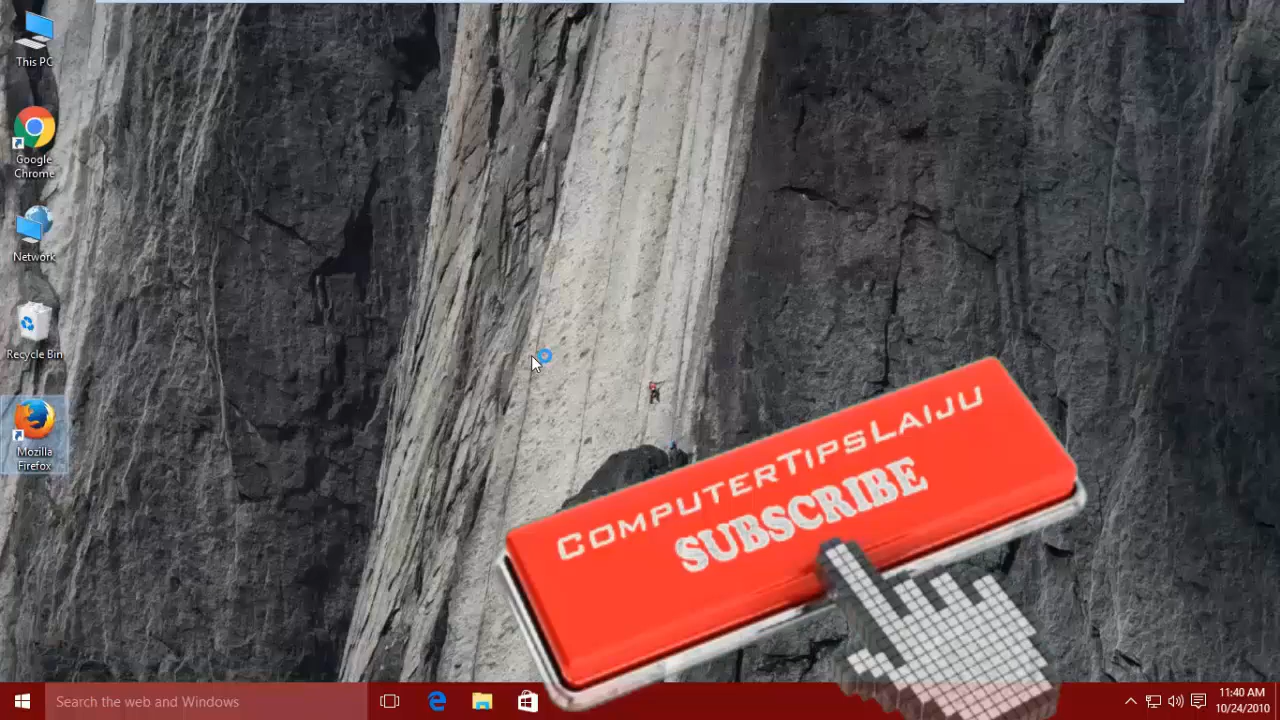 This PC
Google
Chrome
Network
Recycle Bin
Mozilla
Firefox
ComputerTipsLaiju
SUBSCRIBE
Search the web and Windows
11:40 AM
10/24/2010